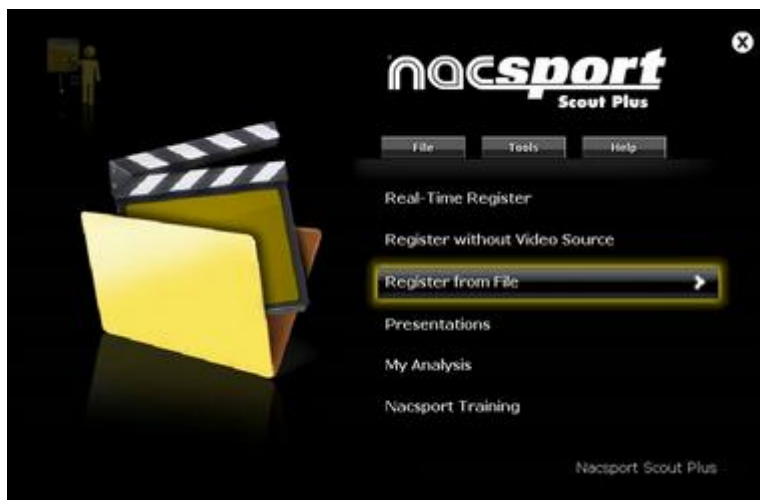 nacsport
Scout Plus
File Tools Help
Real-Time Register
Register without Video Source
Register from File
Presentations
My Analysis
Nacsport Training
Nacsport Scout Plus